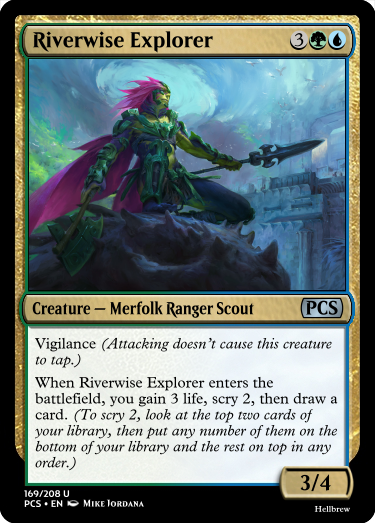 Riverwise Explorer 3
Creature — Merfolk Ranger Scout PCS
Vigilance (Attacking doesn't cause this creature
to tap.)
When Riverwise Explorer enters the
battlefield, you gain 3 life, scry 2, then draw a
card. (To scry 2, look at the top two cards of
your library, then put any number of them on the
bottom of your library and the rest on top in any
order.)
3/4
169/208 U
PCS • EN Mike Jordana
Hellbrew